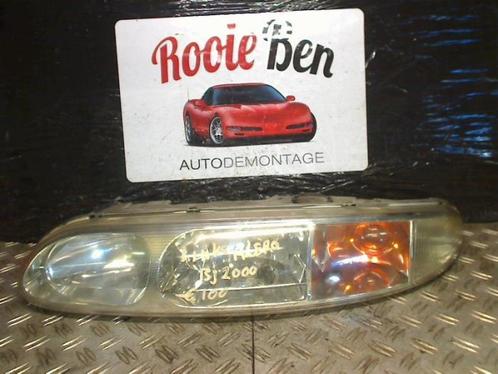 Rooie Ben
AUTODEMONTAGE
Bj 2000
€ 100